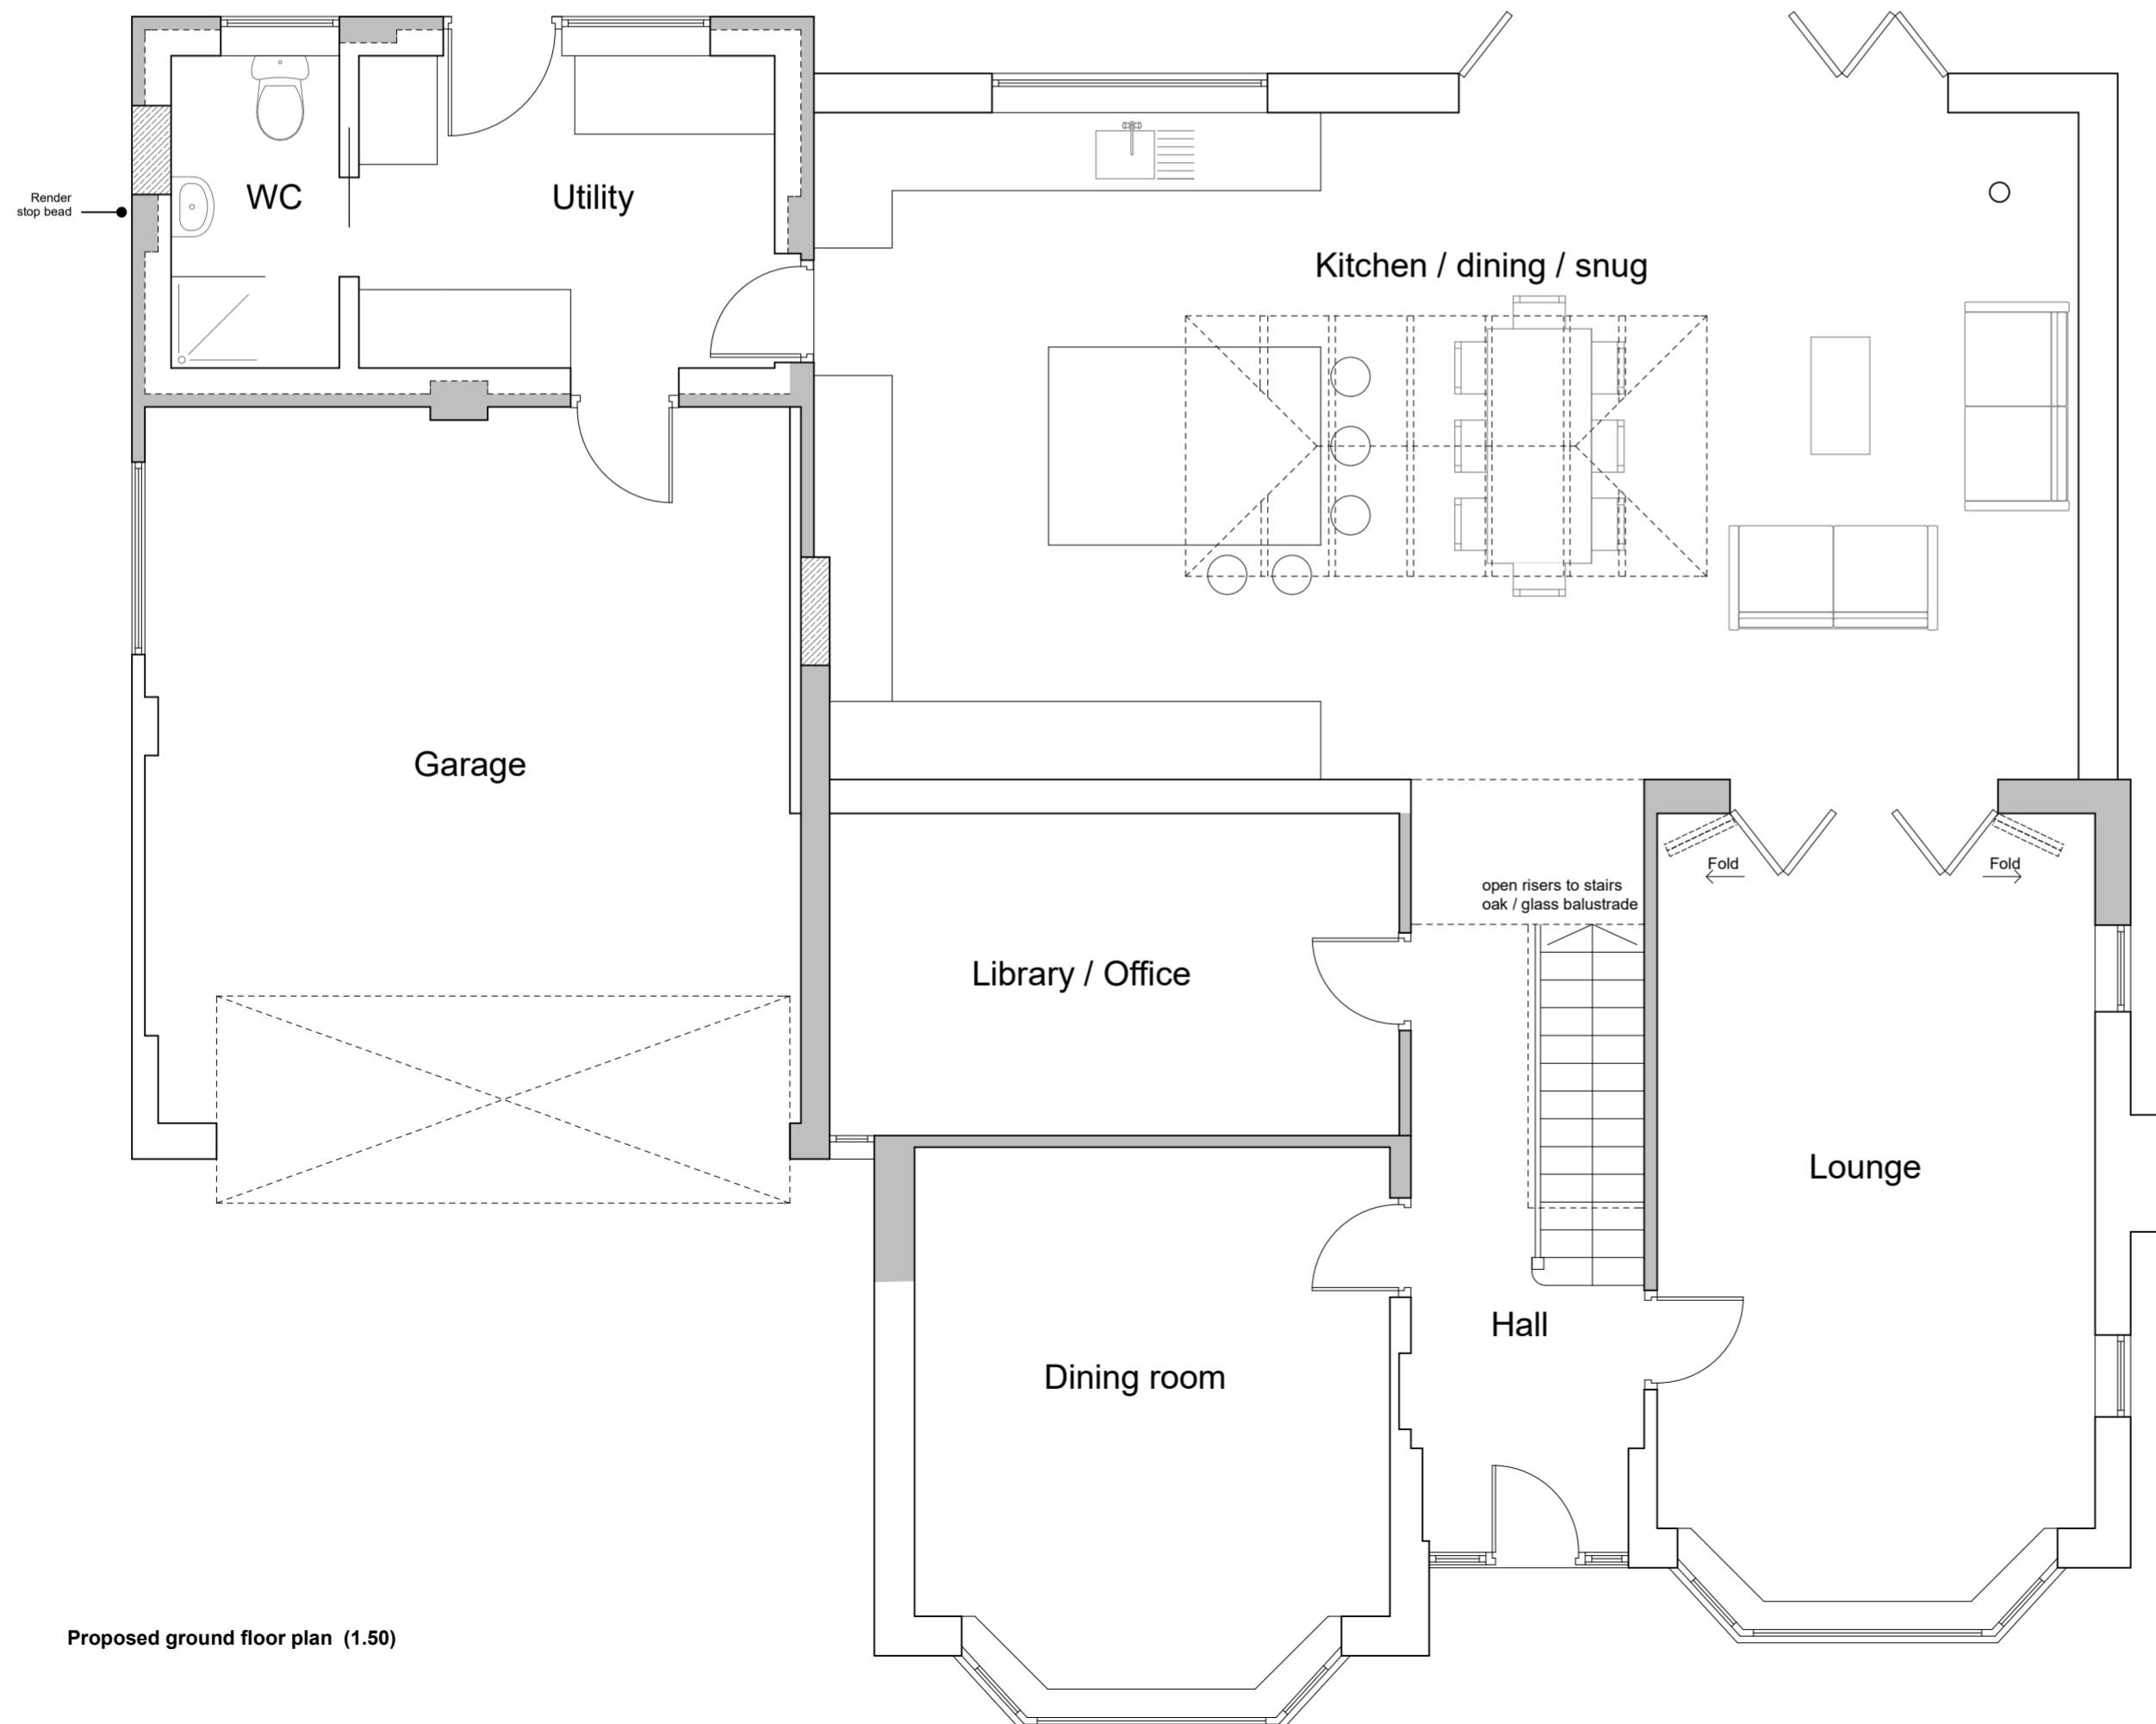 Render
stop bead
WC
Utility
Kitchen / dining / snug
Garage
Fold
Fold
open risers to stairs
oak / glass balustrade
Library / Office
Lounge
Hall
Dining room
Proposed ground floor plan (1.50)